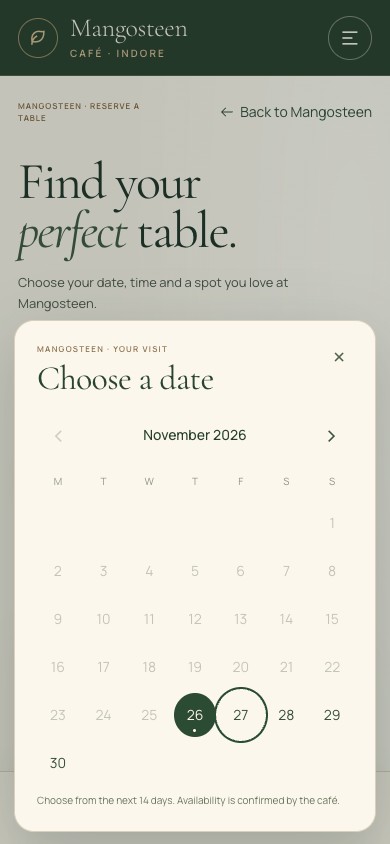 Mangosteen
CAFÉ · INDORE
MANGOSTEEN · RESERVE A
TABLE
← Back to Mangosteen
Find your
perfect table.
Choose your date, time and a spot you love at
Mangosteen.
MANGOSTEEN · YOUR VISIT
Choose a date
November 2026
M T W T F S S
1
2 3 4 5 6 7 8
9 10 11 12 13 14 15
16 17 18 19 20 21 22
23 24 25 26 27 28 29
30
Choose from the next 14 days. Availability is confirmed by the café.